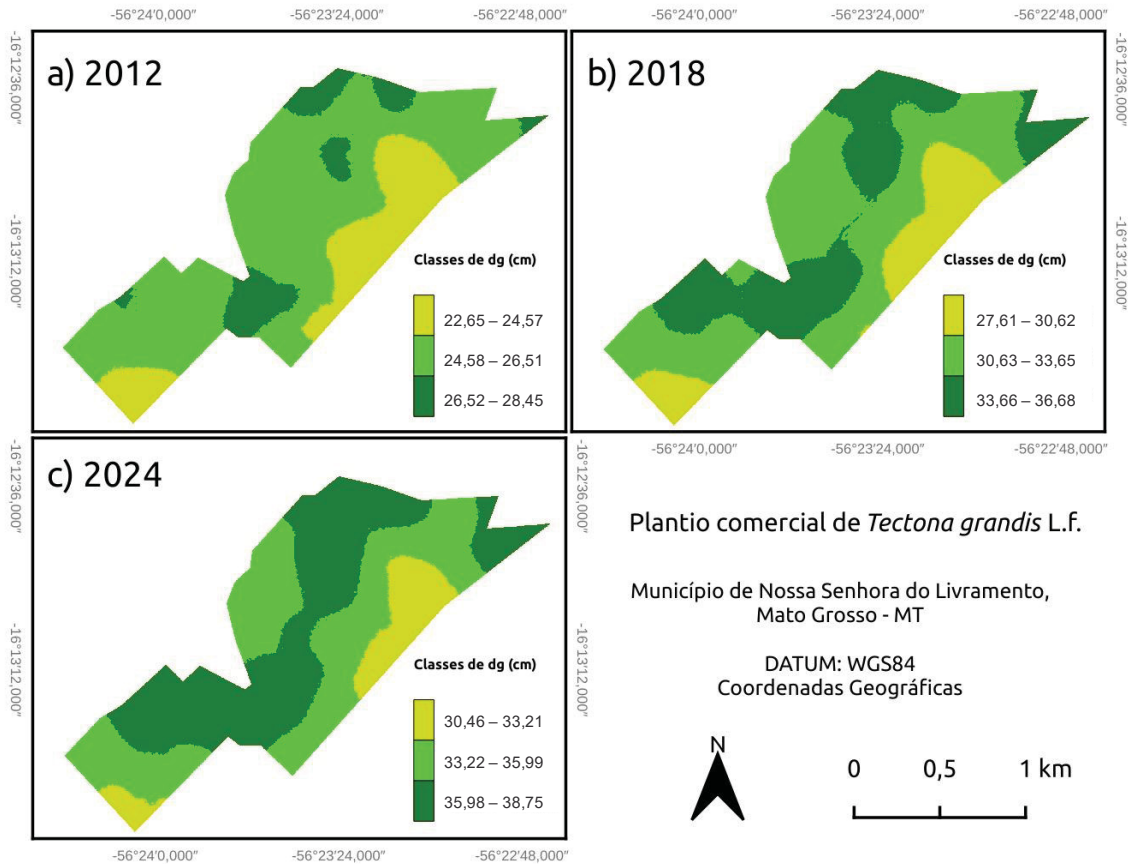 -56°24′0,000″ -56°23′24,000″ -56°22′48,000″ -56°24′0,000″ -56°23′24,000″ -56°22′48,000″
-16°12′36,000″
-16°13′12,000″
a) 2012
Classes de dg (cm)
22,65 – 24,57
24,58 – 26,51
26,52 – 28,45
b) 2018
Classes de dg (cm)
27,61 – 30,62
30,63 – 33,65
33,66 – 36,68
-16°12′36,000″
-16°13′12,000″
-56°24′0,000″ -56°23′24,000″ -56°22′48,000″
-16°12′36,000″
-16°13′12,000″
c) 2024
Classes de dg (cm)
30,46 – 33,21
33,22 – 35,99
35,98 – 38,75
-16°12′36,000″
-16°13′12,000″
-56°24′0,000″ -56°23′24,000″ -56°22′48,000″
Plantio comercial de Tectona grandis L.f.
Município de Nossa Senhora do Livramento,
Mato Grosso - MT
DATUM: WGS84
Coordenadas Geográficas
N
0 0,5 1 km